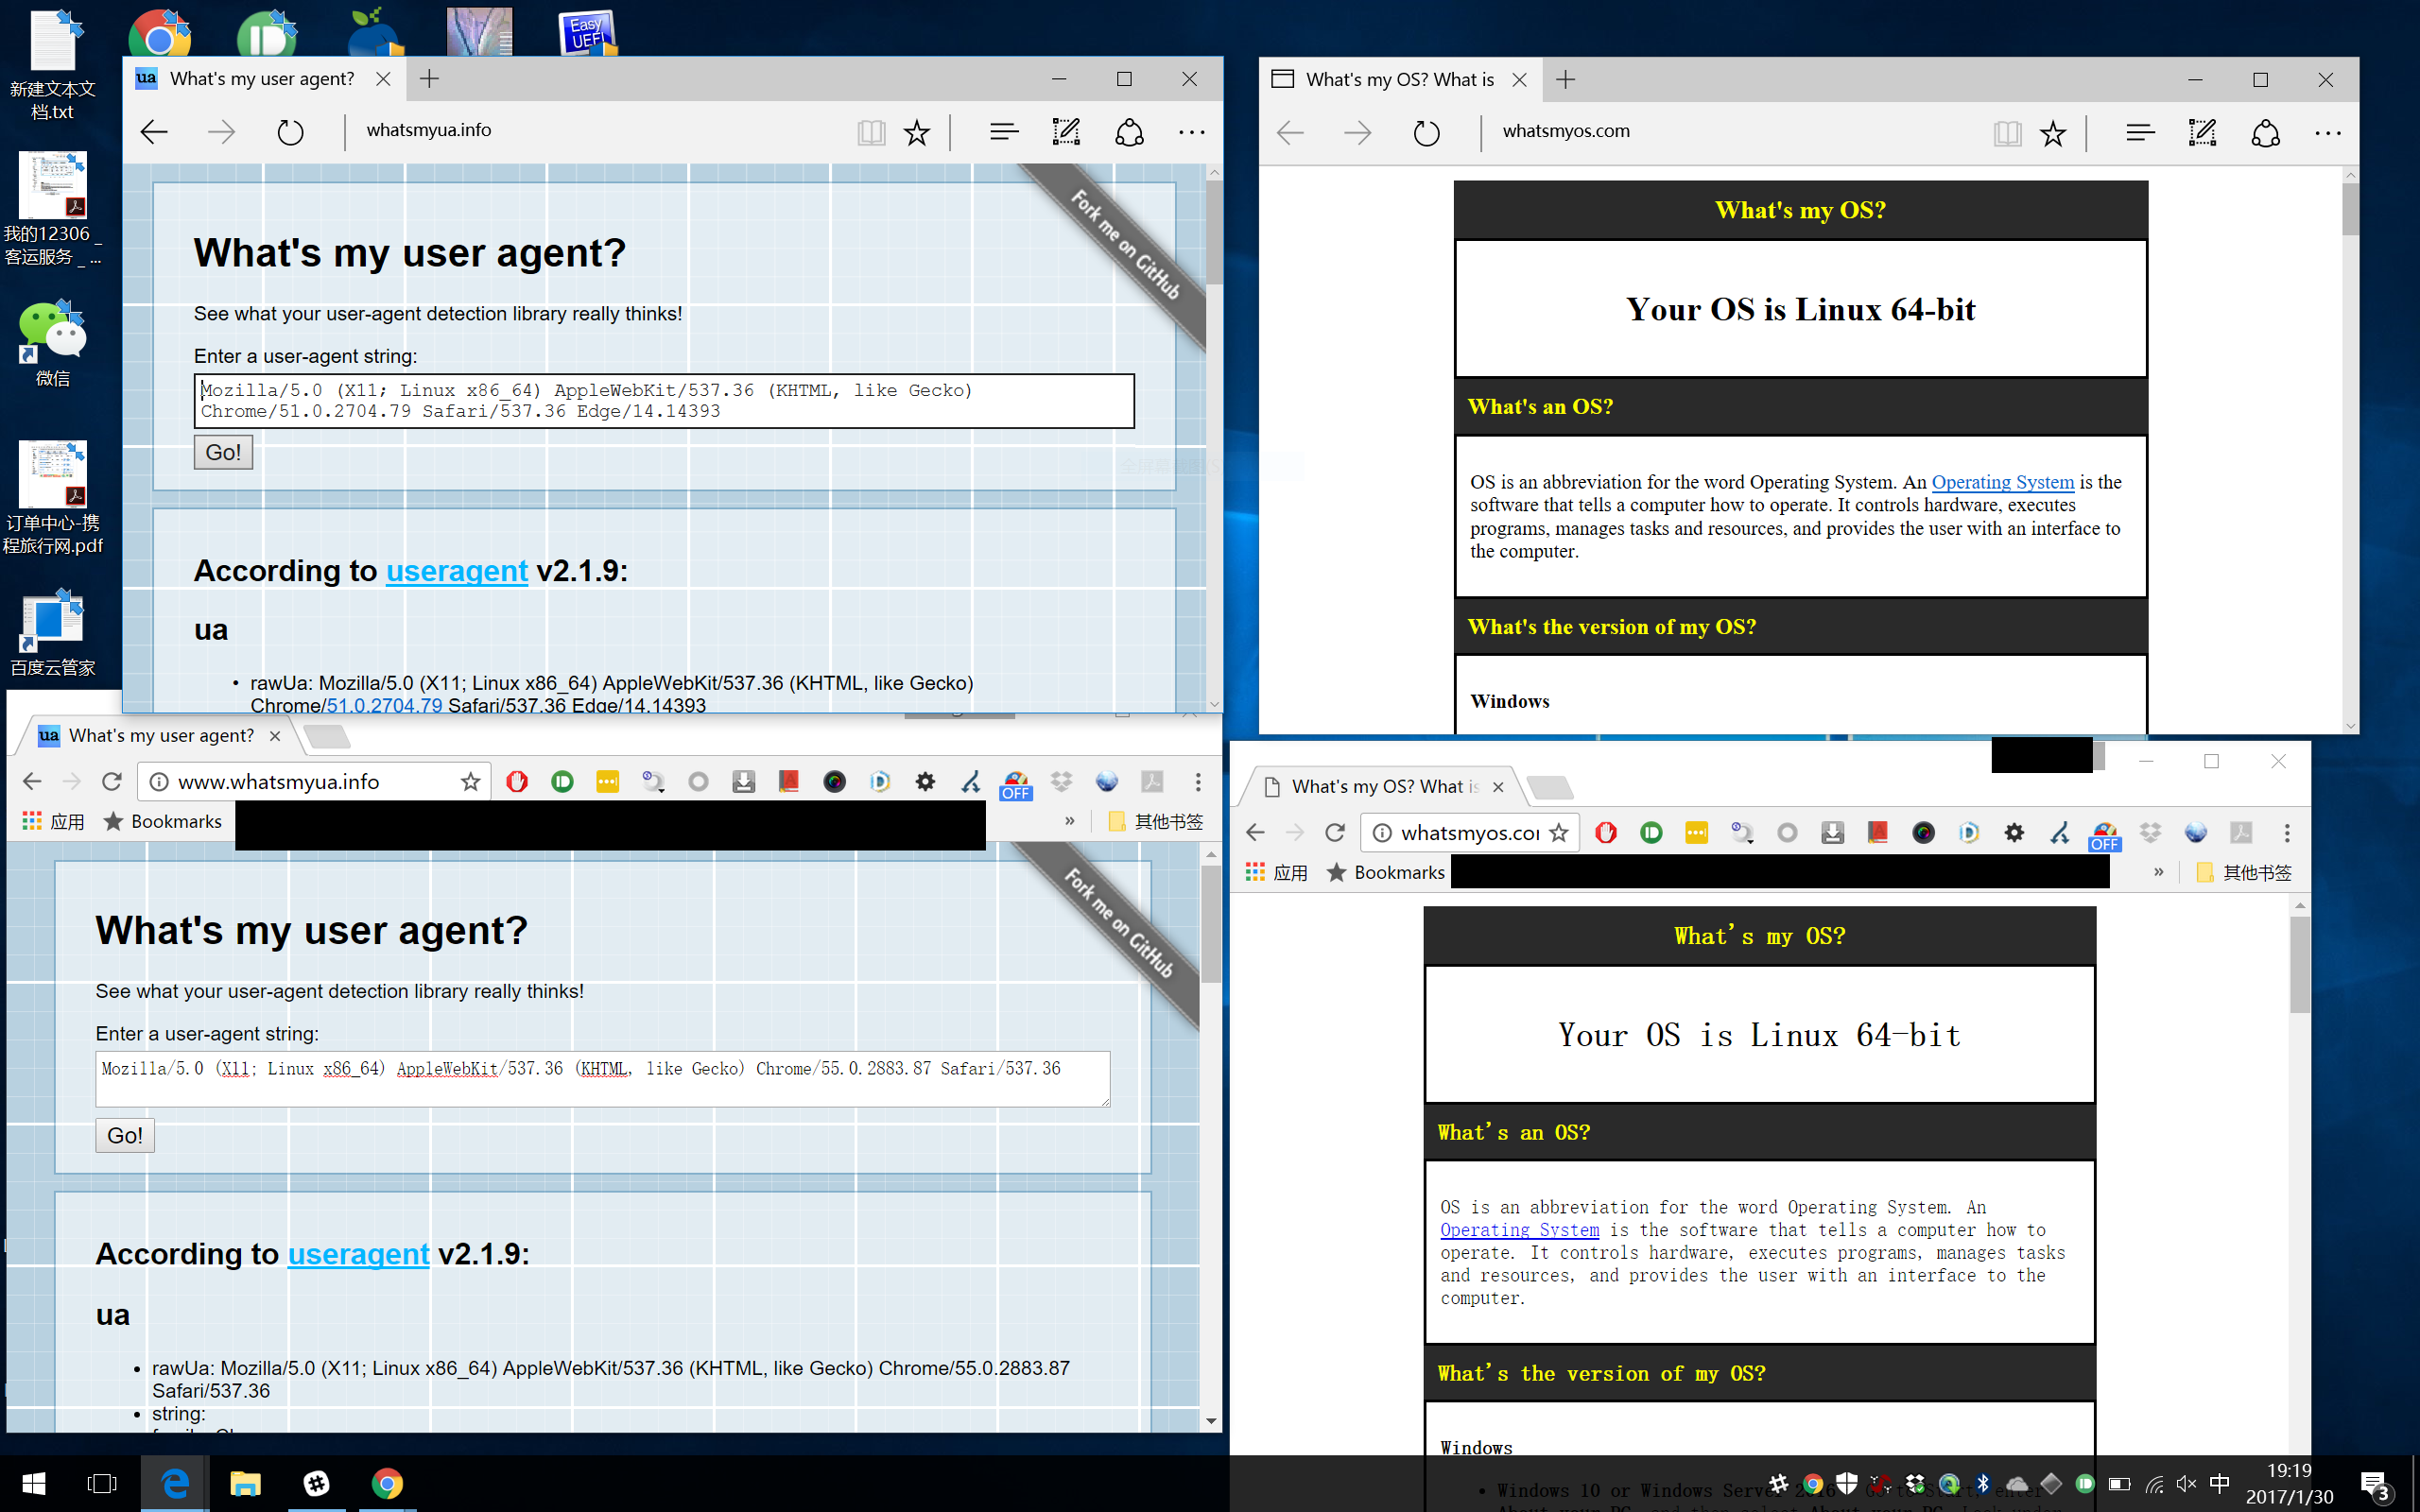 新建文本文
档.txt
Easy
UEFI
我的12306 _
客运服务 _ ...
微信
订单中心-携
程旅行网.pdf
百度云管家
ua What's my user agent?
whatsmyua.info
Fork me on GitHub
What's my user agent?
See what your user-agent detection library really thinks!
Enter a user-agent string:
Mozilla/5.0 (X11; Linux x86_64) AppleWebKit/537.36 (KHTML, like Gecko)
Chrome/51.0.2704.79 Safari/537.36 Edge/14.14393
Go!
According to useragent v2.1.9:
ua
• rawUa: Mozilla/5.0 (X11; Linux x86_64) AppleWebKit/537.36 (KHTML, like Gecko)
Chrome/51.0.2704.79 Safari/537.36 Edge/14.14393
What's my OS? What is
whatsmyos.com
What's my OS?
Your OS is Linux 64-bit
What's an OS?
OS is an abbreviation for the word Operating System. An Operating System is the
software that tells a computer how to operate. It controls hardware, executes
programs, manages tasks and resources, and provides the user with an interface to
the computer.
What's the version of my OS?
Windows
ua What's my user agent?
www.whatsmyua.info
OFF
应用 Bookmarks » 其他书签
Fork me on GitHub
What's my user agent?
See what your user-agent detection library really thinks!
Enter a user-agent string:
Mozilla/5.0 (X11; Linux x86_64) AppleWebKit/537.36 (KHTML, like Gecko) Chrome/55.0.2883.87 Safari/537.36
Go!
According to useragent v2.1.9:
ua
• rawUa: Mozilla/5.0 (X11; Linux x86_64) AppleWebKit/537.36 (KHTML, like Gecko) Chrome/55.0.2883.87
Safari/537.36
• string:
What's my OS? What is
whatsmyos.co
OFF
应用 Bookmarks » 其他书签
What's my OS?
Your OS is Linux 64-bit
What's an OS?
OS is an abbreviation for the word Operating System. An
Operating System is the software that tells a computer how to
operate. It controls hardware, executes programs, manages tasks
and resources, and provides the user with an interface to the
computer.
What's the version of my OS?
Windows
• Windows 10 or Windows Server
中
19:19
2017/1/30
3